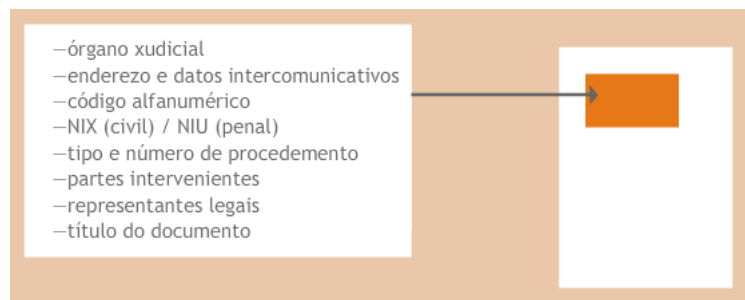 —órgano xudicial
—enderezo e datos intercomunicativos
—código alfanumérico
—NIX (civil) / NIU (penal)
—tipo e número de procedemento
—partes intervenientes
—representantes legais
—título do documento